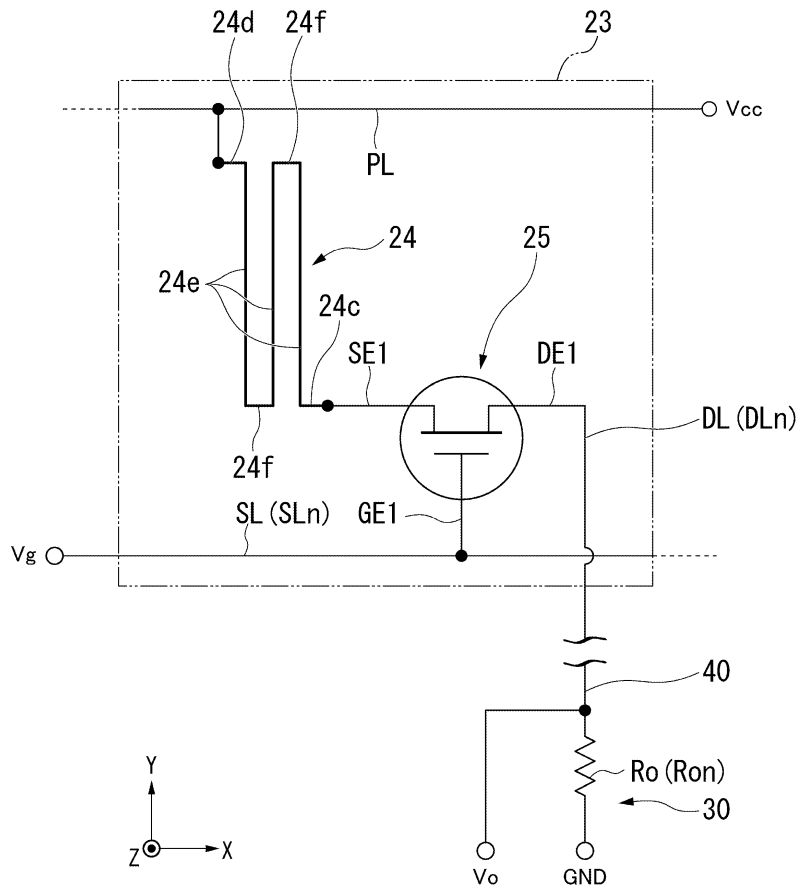 24d
24f
23
Vcc
PL
24
25
24e
24c
SE1
DE1
DL(DLn)
24f
SL(SLn)
GE1
Vg
40
Ro(Ron)
30
Y
Z
X
Vo
GND